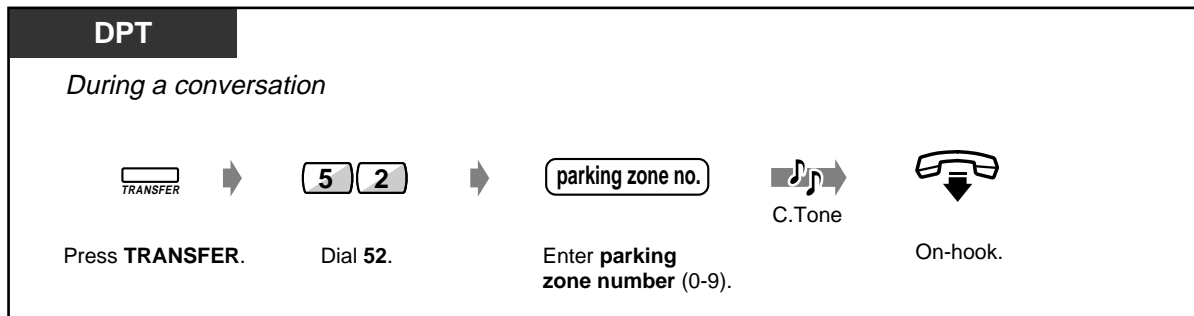 DPT
During a conversation
TRANSFER
5 2
parking zone no.
C.Tone
Press TRANSFER.
Dial 52.
Enter parking
zone number (0-9).
On-hook.